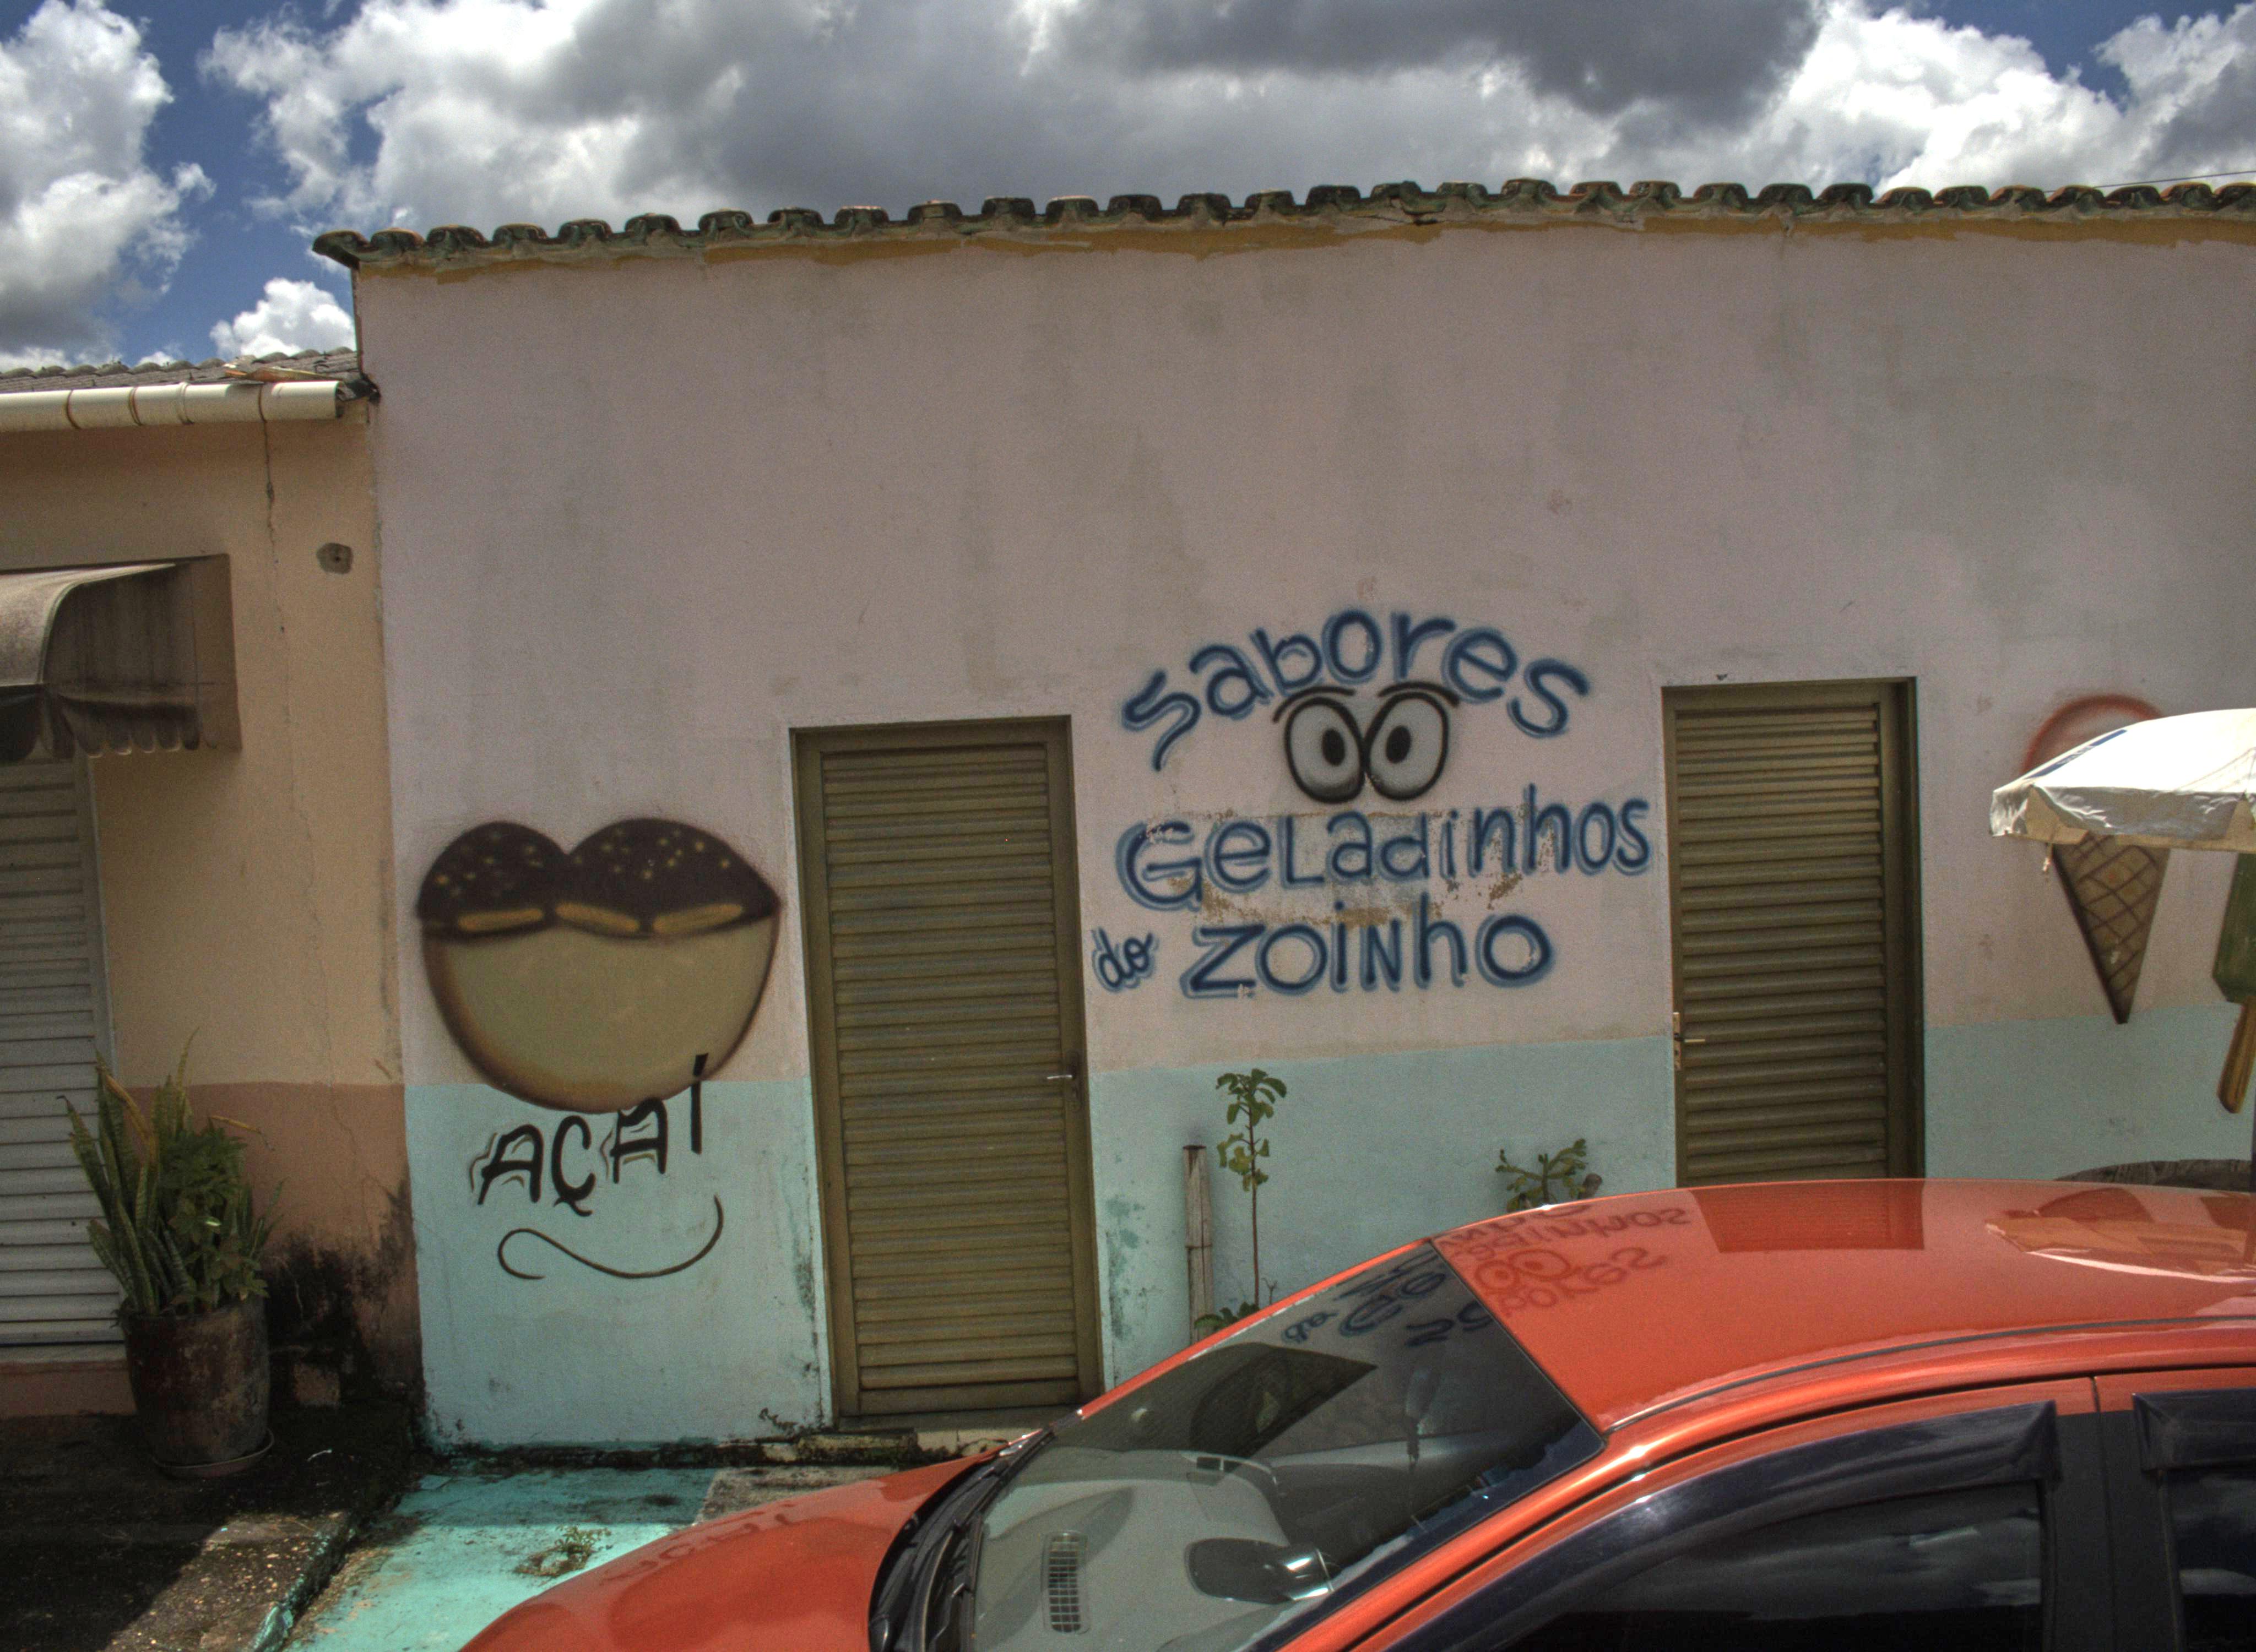 Sabores
Geladinhos
do Zoinho
AÇAÍ